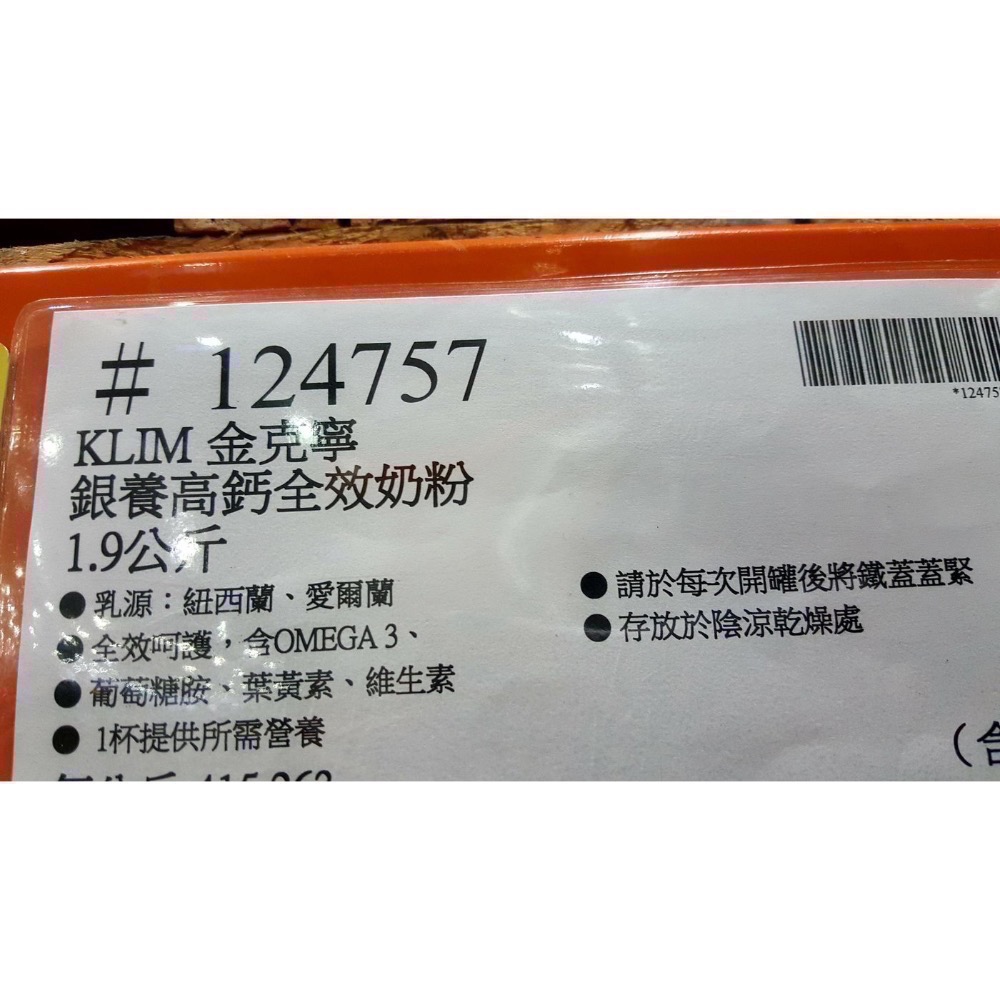 # 124757
*12475
KLIM 金克寧
銀養高鈣全效奶粉
1.9公斤
● 乳源：紐西蘭、愛爾蘭
● 全效呵護，含OMEGA 3、
● 葡萄糖胺、葉黃素、維生素
● 1杯提供所需營養
● 請於每次開罐後將鐵蓋蓋緊
● 存放於陰涼乾燥處